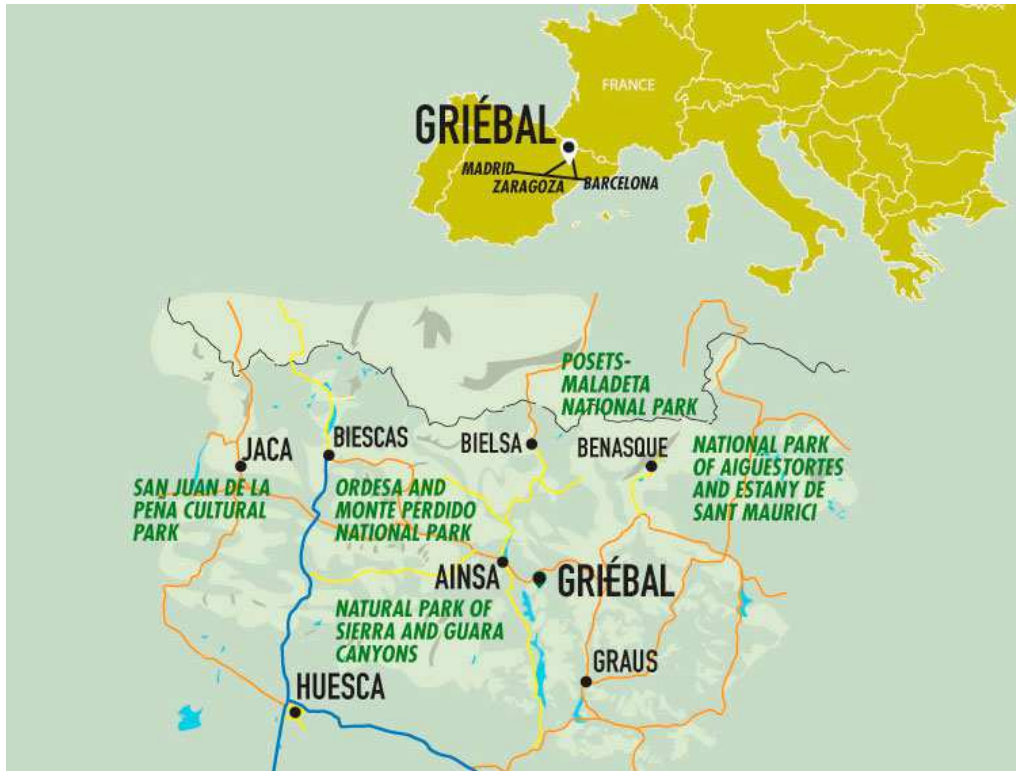 FRANCE
GRIÉBAL
MADRID
ZARAGOZA
BARCELONA
POSETS-
MALADETA
NATIONAL PARK
JACA
BIESCAS
BIELSA
BENASQUE
NATIONAL PARK
OF AIGÜESTORTES
AND ESTANY DE
SANT MAURICI
SAN JUAN DE LA
PEÑA CULTURAL
PARK
ORDESA AND
MONTE PERDIDO
NATIONAL PARK
AINSA
GRIÉBAL
NATURAL PARK OF
SIERRA AND GUARA
CANYONS
GRAUS
HUESCA